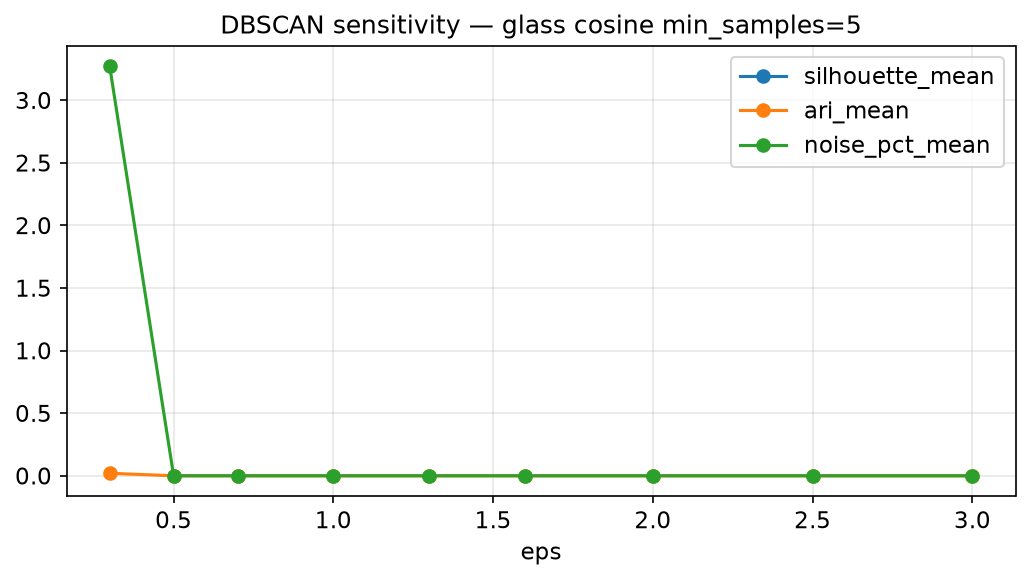 DBSCAN sensitivity — glass cosine min_samples=5
silhouette_mean
ari_mean
noise_pct_mean
3.0
2.5
2.0
1.5
1.0
0.5
0.0
0.5 1.0 1.5 2.0 2.5 3.0
eps